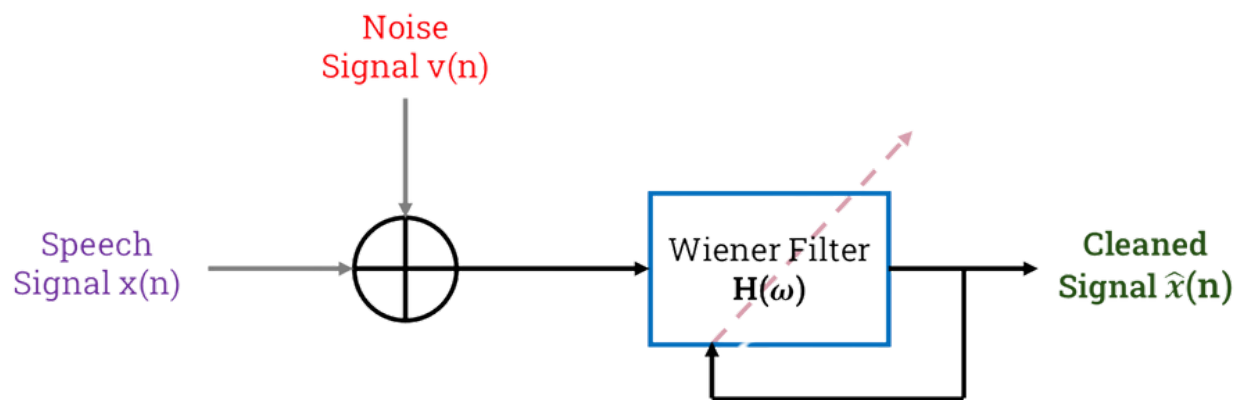 Noise
Signal v(n)
Speech
Signal x(n)
Wiener Filter
H(ω)
Cleaned
Signal x̂(n)